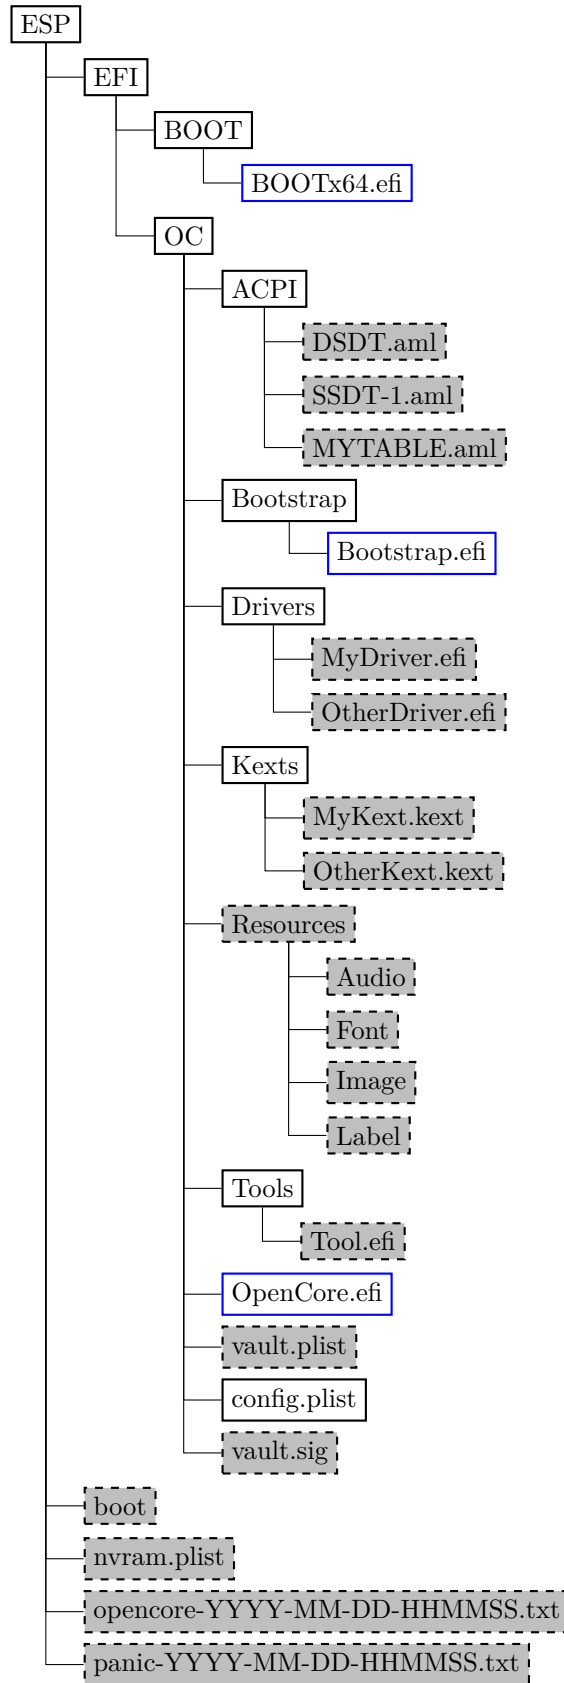 ESP
EFI
BOOT
BOOTx64.efi
OC
ACPI
DSDT.aml
SSDT-1.aml
MYTABLE.aml
Bootstrap
Bootstrap.efi
Drivers
MyDriver.efi
OtherDriver.efi
Kexts
MyKext.kext
OtherKext.kext
Resources
Audio
Font
Image
Label
Tools
Tool.efi
OpenCore.efi
vault.plist
config.plist
vault.sig
boot
nvram.plist
opencore-YYYY-MM-DD-HHMMSS.txt
panic-YYYY-MM-DD-HHMMSS.txt